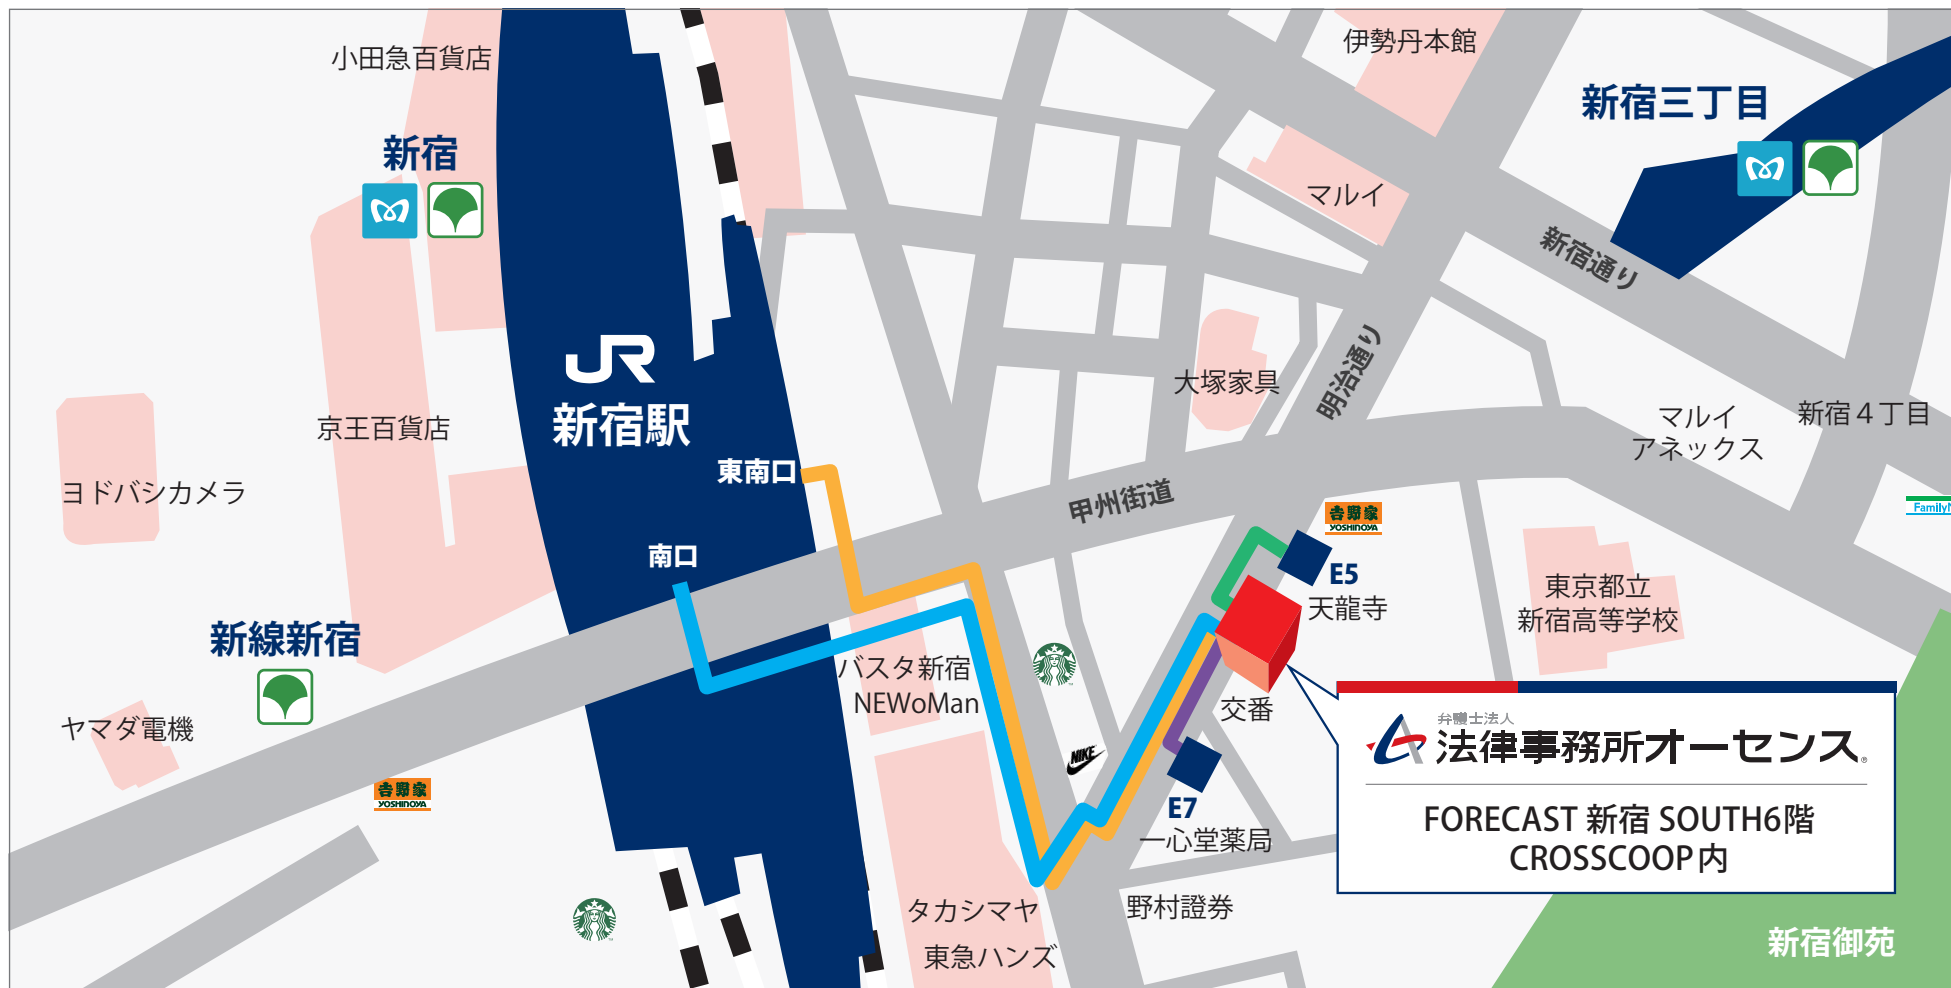 小田急百貨店
伊勢丹本館
新宿三丁目
新宿
マルイ
新宿通り
JR
新宿駅
明治通り
大塚家具
京王百貨店
マルイ
アネックス
新宿４丁目
東南口
ヨドバシカメラ
甲州街道
吉野家
YOSHINOYA
FamilyM
南口
E5
天龍寺
東京都立
新宿高等学校
新線新宿
バスタ新宿
NEWoMan
交番
ヤマダ電機
弁護士法人
法律事務所オーセンス®
NIKE
吉野家
YOSHINOYA
E7
一心堂薬局
FORECAST 新宿 SOUTH6階
CROSSCOOP内
タカシマヤ
野村證券
東急ハンズ
新宿御苑